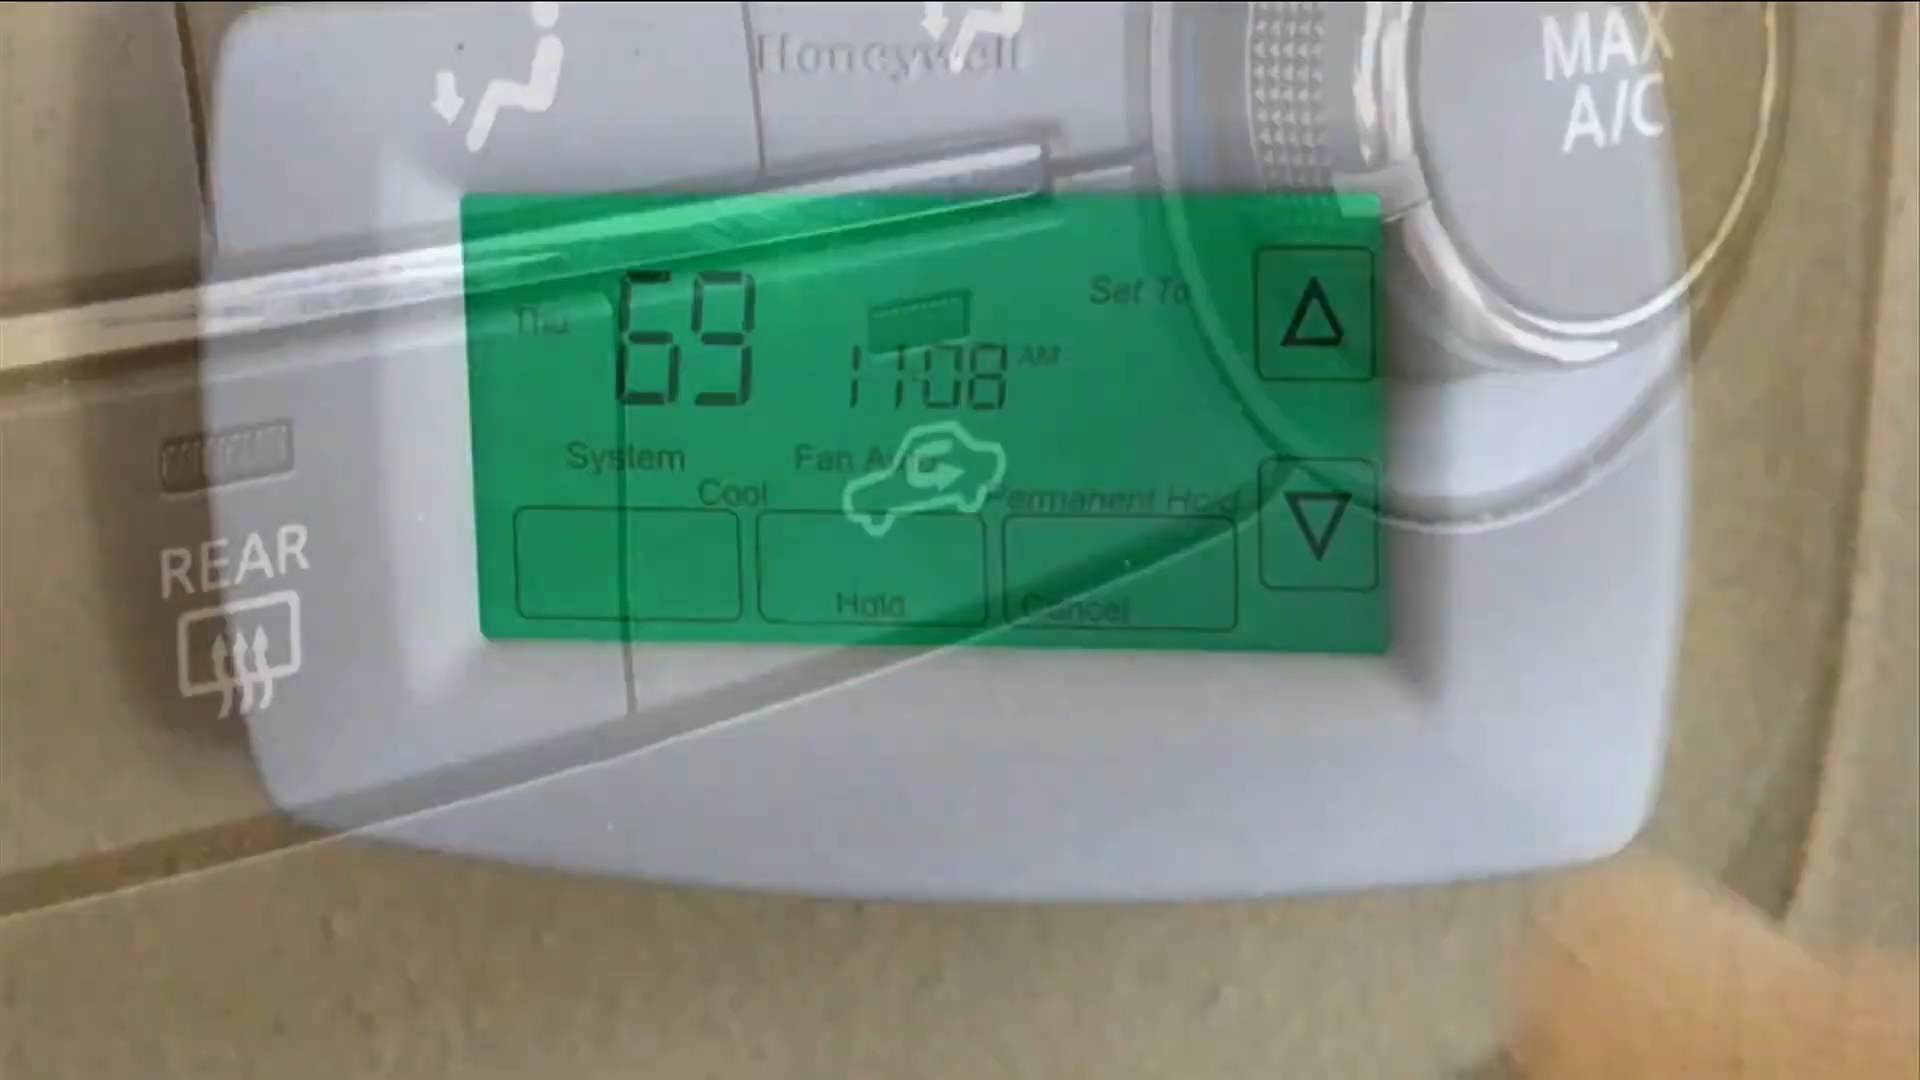 Honeywell
MAX
A/C
Thu
69
11:08 AM
Set To
System
Cool
Fan Auto
Permanent Hold
Hold
Cancel
REAR